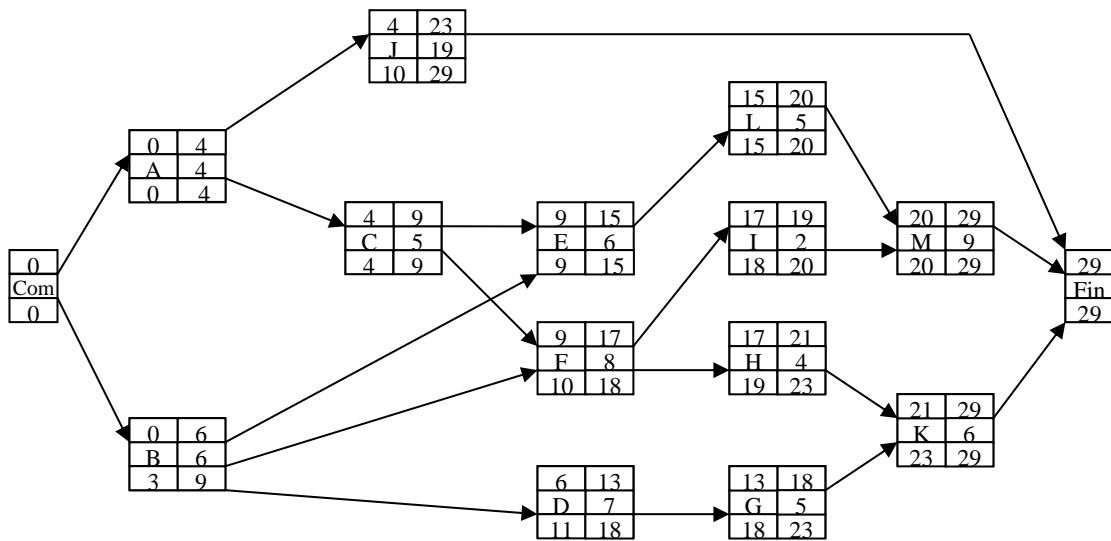 4 23
J 19
10 29
15 20
L 5
15 20
0 4
A 4
0 4
4 9
C 5
4 9
9 15
E 6
9 15
17 19
I 2
18 20
20 29
M 9
20 29
0
Com
0
29
Fin
29
9 17
F 8
10 18
17 21
H 4
19 23
21 29
K 6
23 29
0 6
B 6
3 9
6 13
D 7
11 18
13 18
G 5
18 23